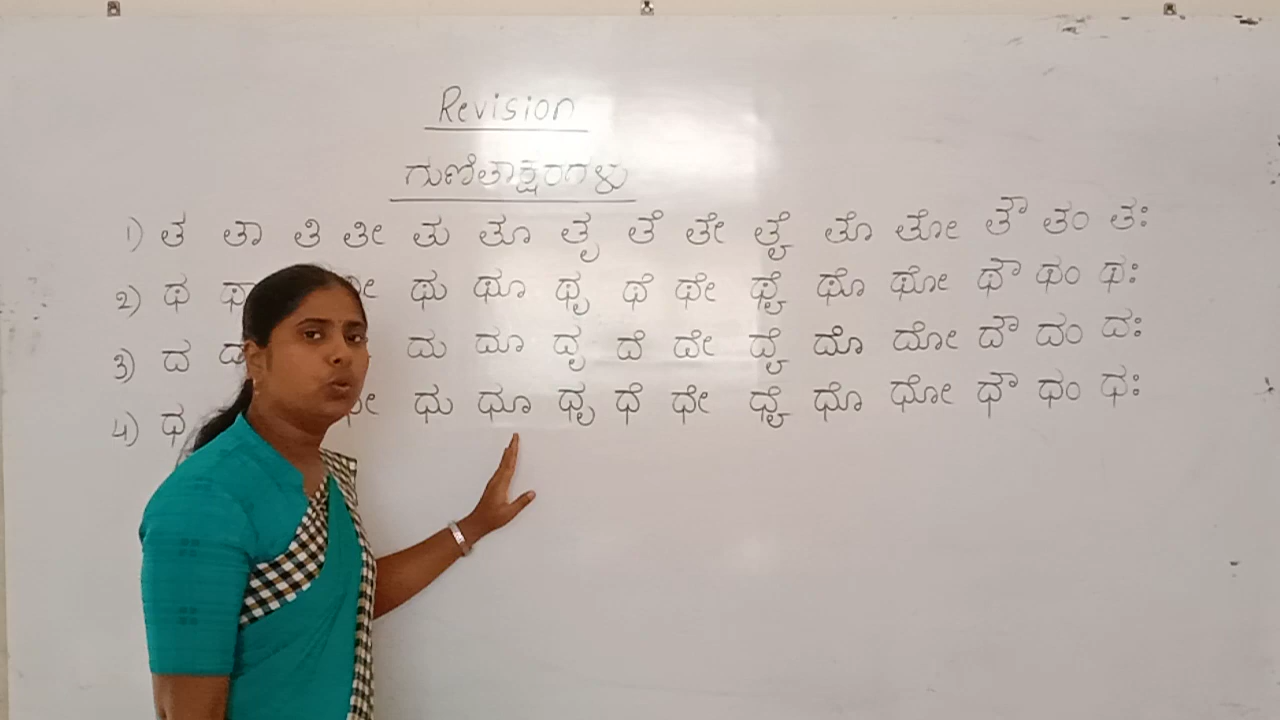 Revision
ಗುಣಿತಾಕ್ಷರಗಳು
1) ತ ತಾ ತಿ ತೀ ತು ತೂ ತೃ ತೆ ತೇ ತೈ ತೊ ತೋ ತೌ ತಂ ತಃ
2) ಥ ಥು ಥೂ ಥೃ ಥೆ ಥೇ ಥೈ ಥೊ ಥೋ ಥೌ ಥಂ ಥಃ
3) ದ ದು ದೂ ದೃ ದೆ ದೇ ದೈ ದೊ ದೋ ದೌ ದಂ ದಃ
4) ಧ ಧು ಧೂ ಧೃ ಧೆ ಧೇ ಧೈ ಧೊ ಧೋ ಧೌ ಧಂ ಧಃ